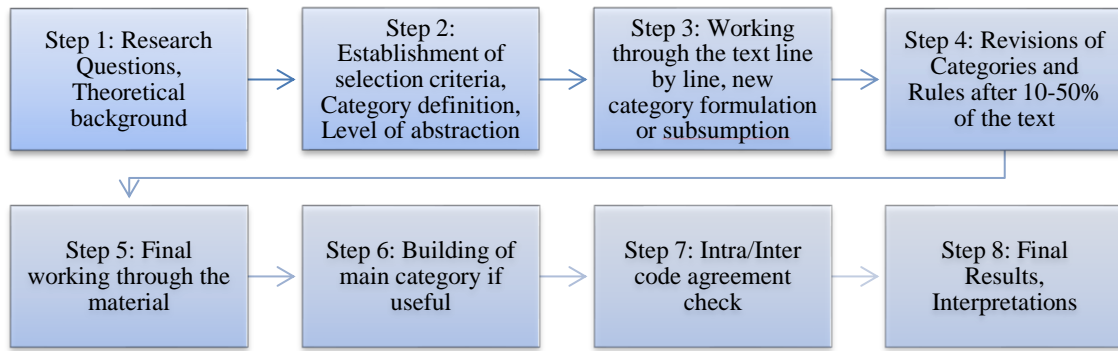 Step 1: Research
Questions,
Theoretical
background
Step 2:
Establishment of
selection criteria,
Category definition,
Level of abstraction
Step 3: Working
through the text line
by line, new
category formulation
or subsumption
Step 4: Revisions of
Categories and
Rules after 10-50%
of the text
Step 5: Final
working through the
material
Step 6: Building of
main category if
useful
Step 7: Intra/Inter
code agreement
check
Step 8: Final
Results,
Interpretations